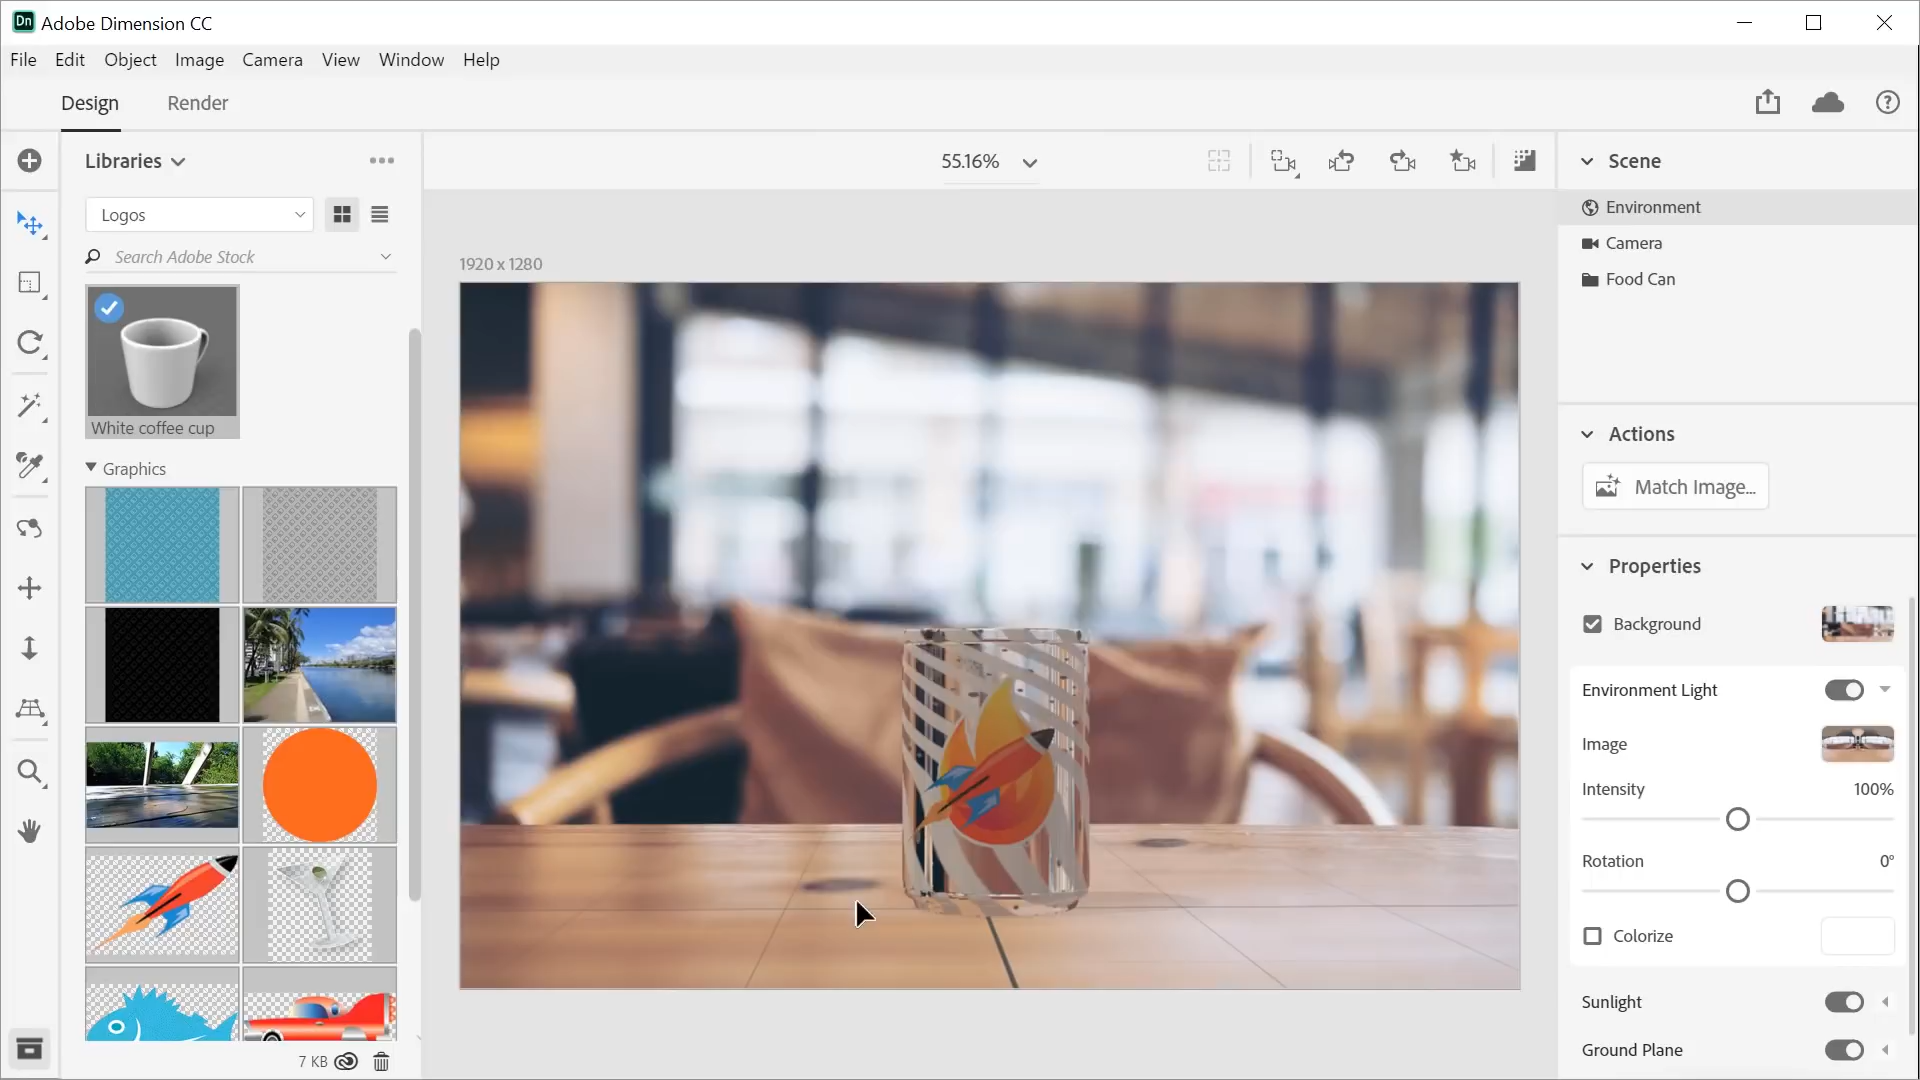 Dn Adobe Dimension CC
File Edit Object Image Camera View Window Help
Design Render
Libraries
55.16%
Scene
Logos
Search Adobe Stock
Environment
Camera
Food Can
1920 x 1280
White coffee cup
Graphics
Actions
Match Image...
Properties
Background
Environment Light
Image
Intensity 100%
Rotation 0°
Colorize
Sunlight
Ground Plane
7 KB